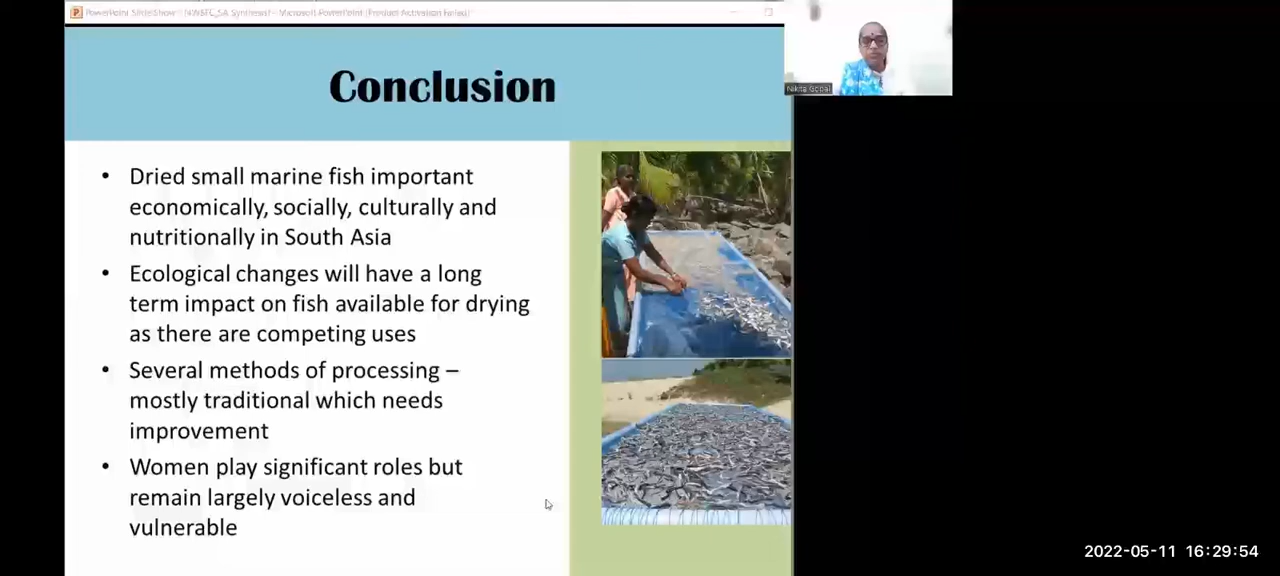 PowerPoint Slide Show - [4WSFC_SA Synthesis] - Microsoft PowerPoint (Product Activation Failed)
Nikita Gopal
Conclusion
• Dried small marine fish important
economically, socially, culturally and
nutritionally in South Asia
• Ecological changes will have a long
term impact on fish available for drying
as there are competing uses
• Several methods of processing –
mostly traditional which needs
improvement
• Women play significant roles but
remain largely voiceless and
vulnerable
2022-05-11 16:29:54